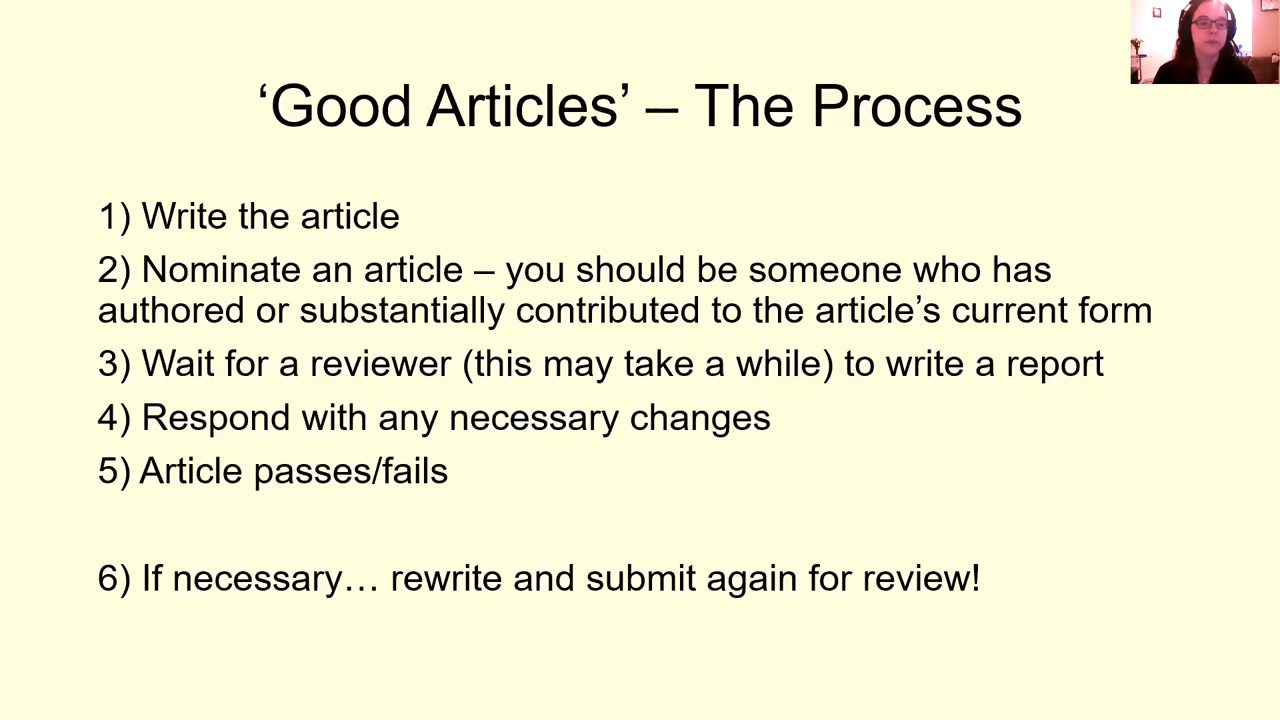 ‘Good Articles’ – The Process
1) Write the article
2) Nominate an article – you should be someone who has
authored or substantially contributed to the article’s current form
3) Wait for a reviewer (this may take a while) to write a report
4) Respond with any necessary changes
5) Article passes/fails
6) If necessary… rewrite and submit again for review!